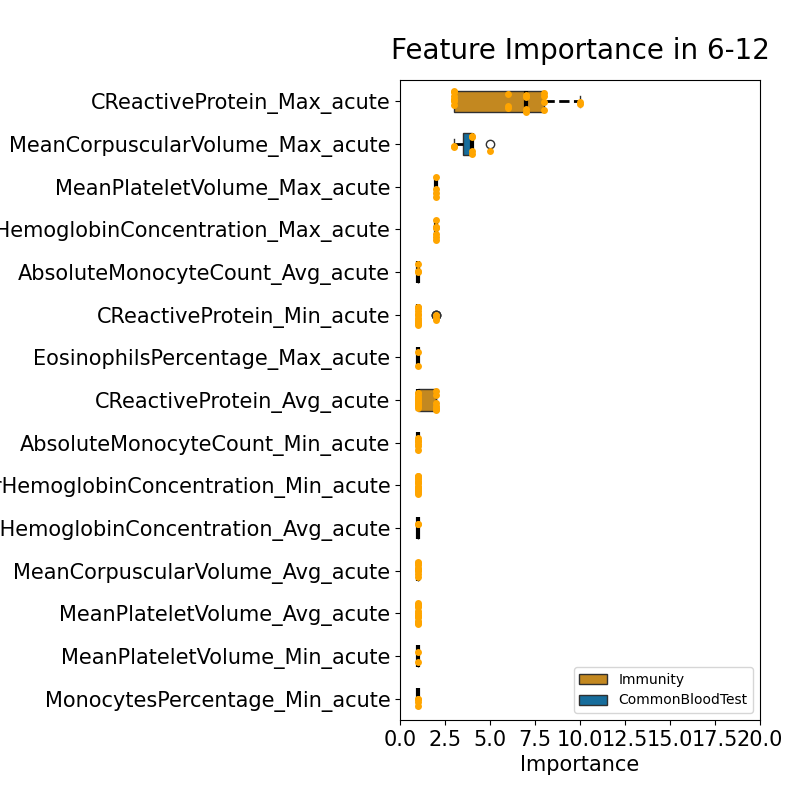 Feature Importance in 6-12
CReactiveProtein_Max_acute
MeanCorpuscularVolume_Max_acute
MeanPlateletVolume_Max_acute
HemoglobinConcentration_Max_acute
AbsoluteMonocyteCount_Avg_acute
CReactiveProtein_Min_acute
EosinophilsPercentage_Max_acute
CReactiveProtein_Avg_acute
AbsoluteMonocyteCount_Min_acute
rHemoglobinConcentration_Min_acute
HemoglobinConcentration_Avg_acute
MeanCorpuscularVolume_Avg_acute
MeanPlateletVolume_Avg_acute
MeanPlateletVolume_Min_acute
MonocytesPercentage_Min_acute
Immunity
CommonBloodTest
0.0 2.5 5.0 7.5 10.0 12.5 15.0 17.5 20.0
Importance